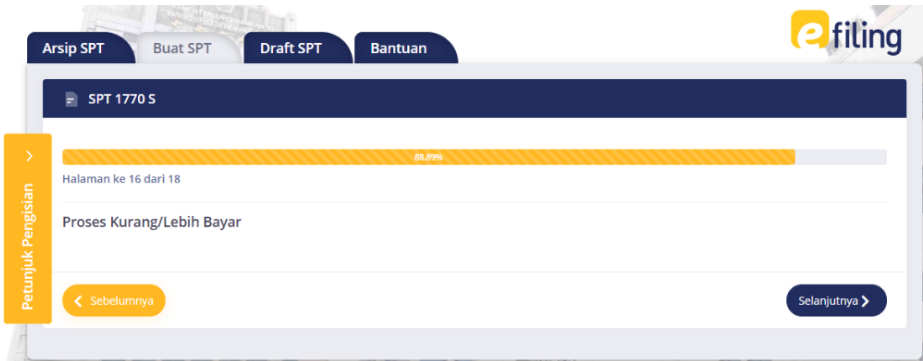 Arsip SPT
Buat SPT
Draft SPT
Bantuan
efiling
SPT 1770 S
88.89%
Halaman ke 16 dari 18
Proses Kurang/Lebih Bayar
Petunjuk Pengisian
Sebelumnya
Selanjutnya